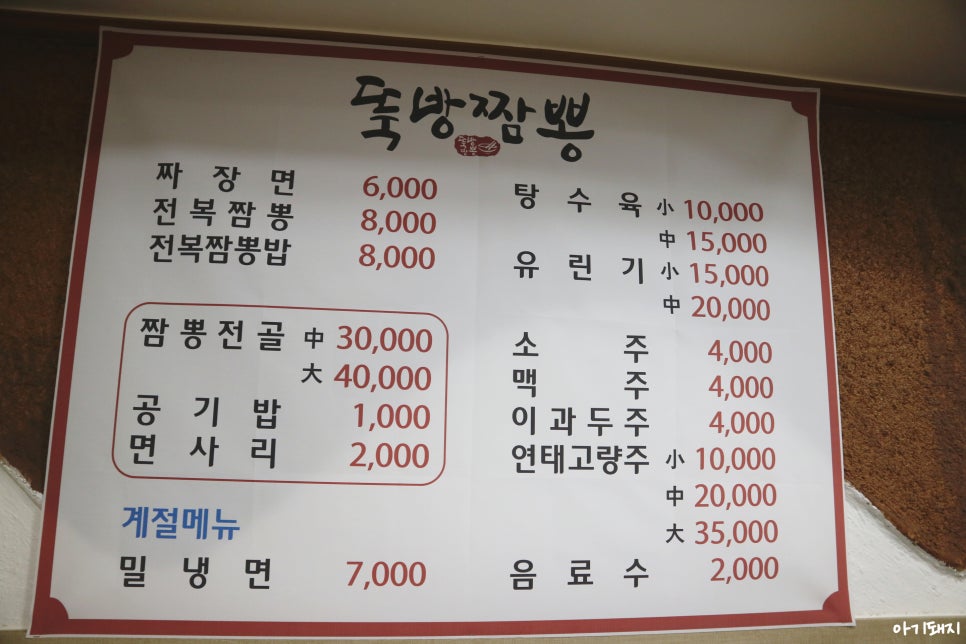 뚝방짬뽕
짜장면 6,000
전복짬뽕 8,000
전복짬뽕밥 8,000
짬뽕전골 中 30,000
大 40,000
공기밥 1,000
면사리 2,000
계절메뉴
밀냉면 7,000
탕수육 小 10,000
中 15,000
유린기 小 15,000
中 20,000
소주 4,000
맥주 4,000
이과두주 4,000
연태고량주 小 10,000
中 20,000
大 35,000
음료수 2,000
아기돼지